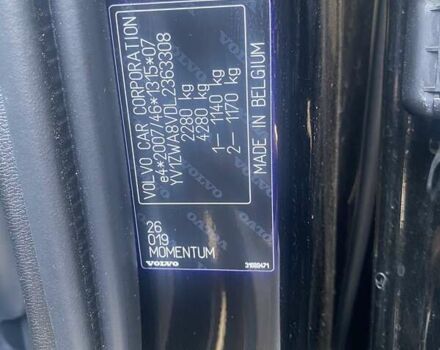 VOLVO CAR CORPORATION
e4*2007/46*1315*07
YV1ZWA8VDL2363308
2280 kg
4280 kg
1– 1140 kg
2– 1170 kg
MADE IN BELGIUM
26
019
MOMENTUM
VOLVO